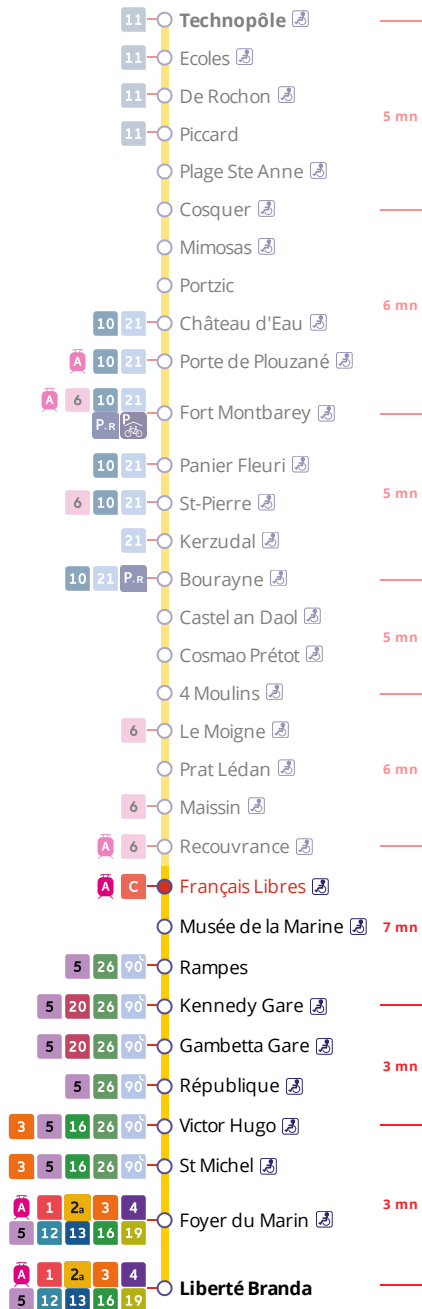 11 Technopôle
11 Ecoles
11 De Rochon
5 mn
11 Piccard
Plage Ste Anne
Cosquer
Mimosas
Portzic
6 mn
10 21 Château d'Eau
A 10 21 Porte de Plouzané
A 6 10 21
P+R P Fort Montbarey
10 21 Panier Fleuri
5 mn
6 10 21 St-Pierre
21 Kerzudal
10 21 P+R Bourayne
Castel an Daol
5 mn
Cosmao Prétot
4 Moulins
6 Le Moigne
Prat Lédan 6 mn
6 Maissin
A 6 Recouvrance
A C Français Libres
Musée de la Marine 7 mn
5 26 90 Rampes
5 20 26 90 Kennedy Gare
5 20 26 90 Gambetta Gare
3 mn
5 26 90 République
3 5 16 26 90 Victor Hugo
3 5 16 26 90 St Michel
3 mn
A 1 2a 3 4
5 12 13 16 19 Foyer du Marin
A 1 2a 3 4
5 12 13 16 19 Liberté Branda